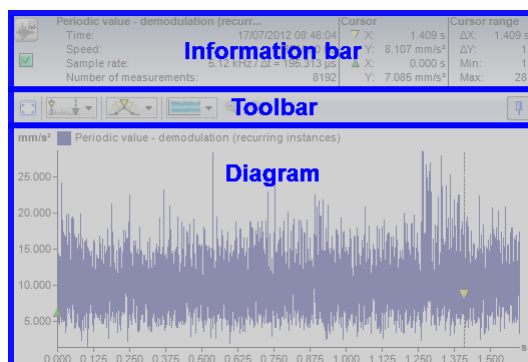 Periodic value - demodulation (recurr... Cursor Cursor range
Time: 17/07/2012 08:46:04 X: 1.409 s ΔX: 1.409 s
Speed: Y: 8.107 mm/s² ΔY:
Information bar
Sample rate: 5.12 kHz / Δt = 195.313 µs X: 0.000 s Min: 1
Number of measurements: 8192 Y: 7.085 mm/s² Max: 28
Toolbar
mm/s² Periodic value - demodulation (recurring instances)
Diagram
25.000
20.000
15.000
10.000
5.000
0.000 0.125 0.250 0.375 0.500 0.625 0.750 0.875 1.000 1.125 1.250 1.375 1.500 s